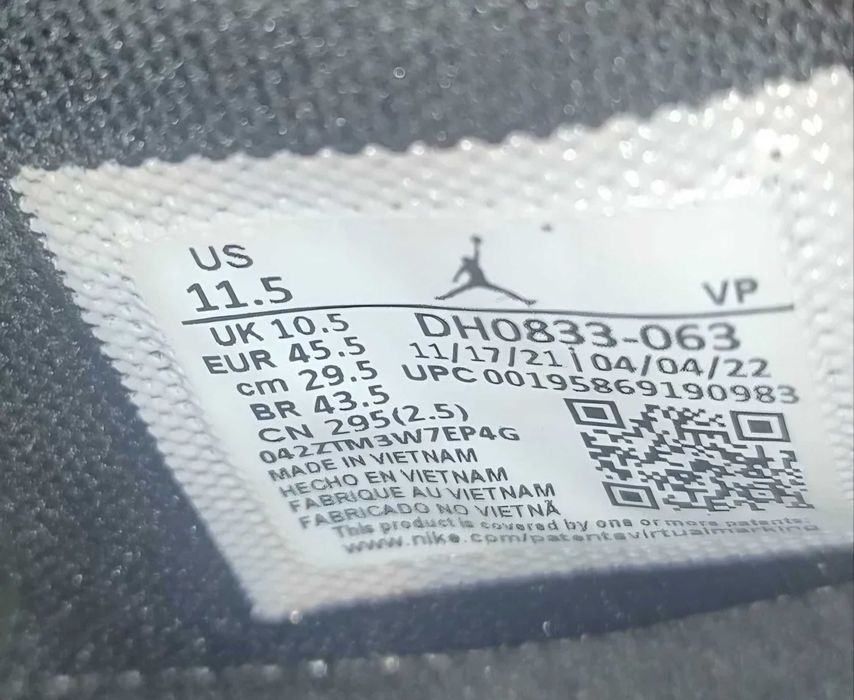 US
11.5
VP
UK 10.5
EUR 45.5
cm 29.5
BR 43.5
CN 295(2.5)
DH0833-063
11/17/21 | 04/04/22
UPC 00195869190983
042ZTM3W7EP4G
MADE IN VIETNAM
HECHO EN VIETNAM
FABRIQUE AU VIETNAM
FABRICADO NO VIETNÃ
This product is covered by one or more patents:
www.nike.com/patentsvirtualmarking